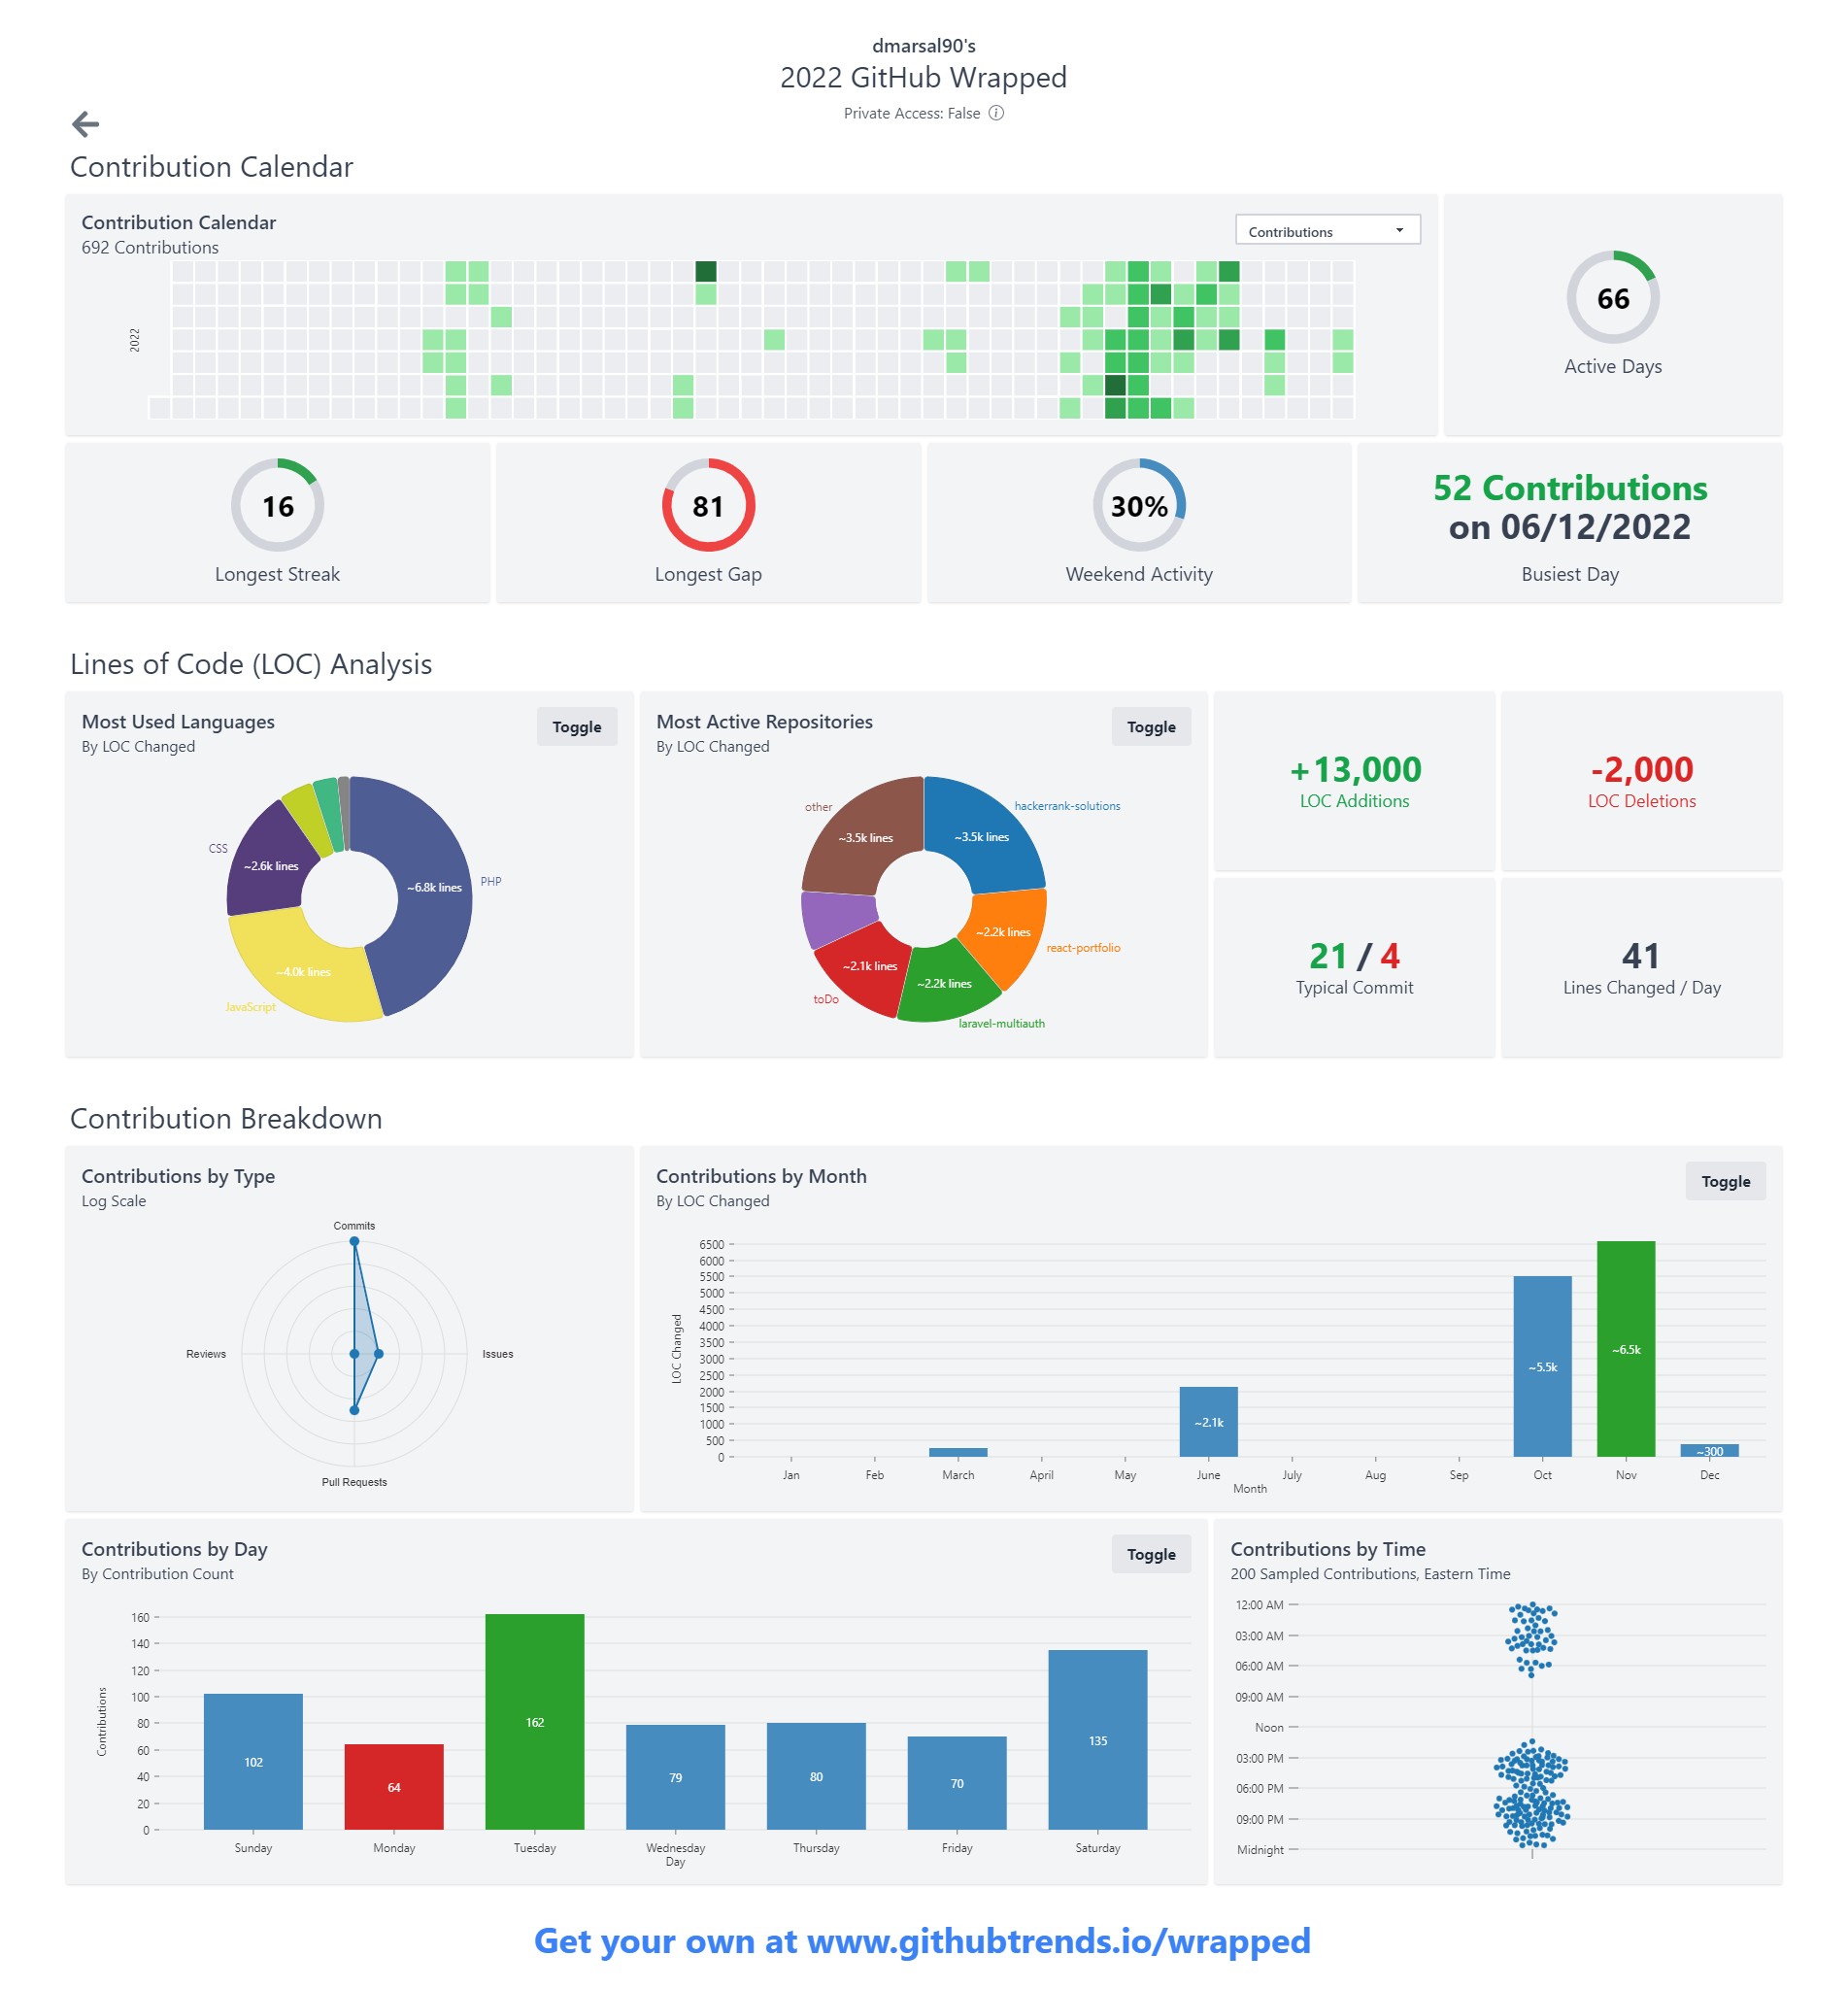 dmarsal90's
2022 GitHub Wrapped
Private Access: False
Contribution Calendar
Contribution Calendar
692 Contributions
Contributions
2022
66
Active Days
16
Longest Streak
81
Longest Gap
30%
Weekend Activity
52 Contributions
on 06/12/2022
Busiest Day
Lines of Code (LOC) Analysis
Most Used Languages
By LOC Changed
Toggle
CSS
~2.6k lines
~6.8k lines
PHP
~4.0k lines
JavaScript
Most Active Repositories
By LOC Changed
Toggle
other
hackerrank-solutions
~3.5k lines
~3.5k lines
~2.2k lines
react-portfolio
~2.1k lines
~2.2k lines
toDo
laravel-multiauth
+13,000
LOC Additions
-2,000
LOC Deletions
21 / 4
Typical Commit
41
Lines Changed / Day
Contribution Breakdown
Contributions by Type
Log Scale
Commits
Reviews
Issues
Pull Requests
Contributions by Month
By LOC Changed
Toggle
LOC Changed
6500
6000
5500
5000
4500
4000
3500
3000
2500
2000
1500
1000
500
0
~2.1k
~5.5k
~6.5k
~300
Jan Feb March April May June July Aug Sep Oct Nov Dec
Month
Contributions by Day
By Contribution Count
Toggle
Contributions
160
140
120
100
80
60
40
20
0
102
64
162
79
80
70
135
Sunday Monday Tuesday Wednesday Thursday Friday Saturday
Day
Contributions by Time
200 Sampled Contributions, Eastern Time
12:00 AM
03:00 AM
06:00 AM
09:00 AM
Noon
03:00 PM
06:00 PM
09:00 PM
Midnight
Get your own at www.githubtrends.io/wrapped